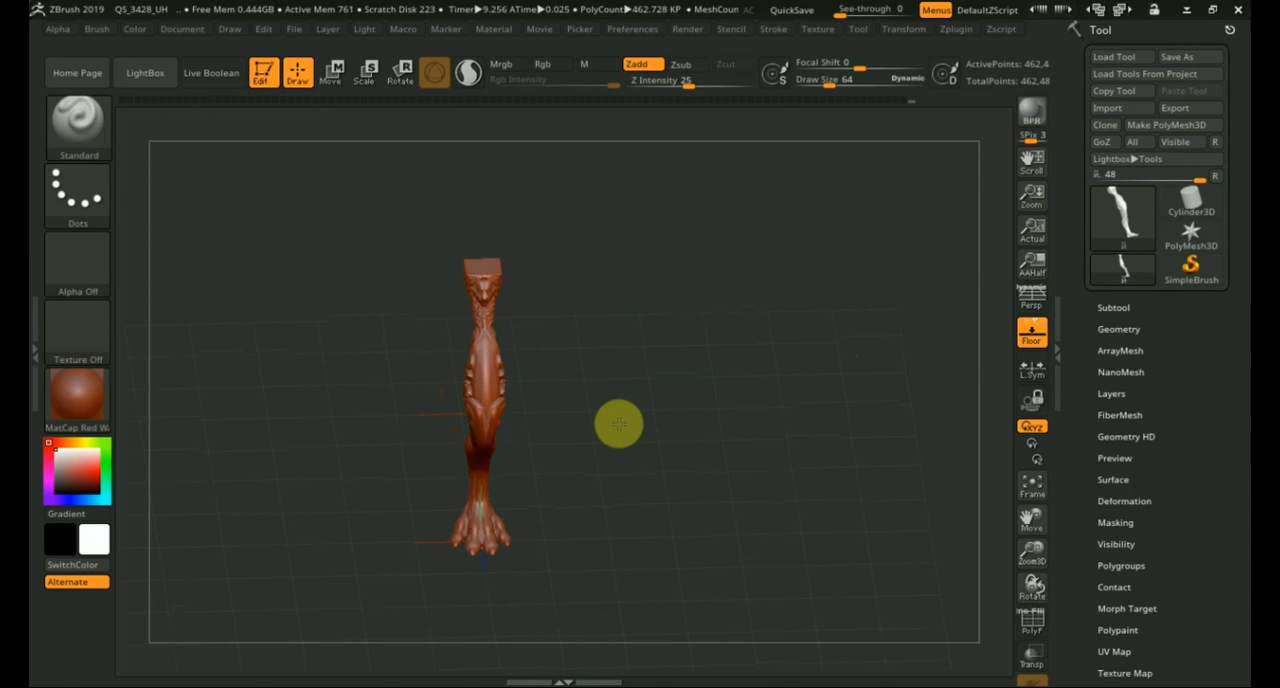 ZBrush 2019 QS_3428_UH .. • Free Mem 0.444GB • Active Mem 761 • Scratch Disk 223 • Timer▶9.256 ATime▶0.025 • PolyCount▶462.728 KP • MeshCoun AC QuickSave See-through 0 Menus DefaultZScript
Alpha Brush Color Document Draw Edit File Layer Light Macro Marker Material Movie Picker Preferences Render Stencil Stroke Texture Tool Transform Zplugin Zscript
Home Page LightBox Live Boolean Edit Draw Move Scale Rotate
Mrgb Rgb M Zadd Zsub Zcut
Rgb Intensity Z Intensity 25
Focal Shift 0
Draw Size 64 Dynamic
S
D
ActivePoints: 462,4
TotalPoints: 462,48
Standard
Dots
Alpha Off
Texture Off
MatCap Red Wa
Gradient
SwitchColor
Alternate
BPR
SPix 3
Scroll
Zoom
Actual
AAHalf
Dynamic
Persp
Floor
L.Sym
XYZ
Frame
Move
Zoom3D
Rotate
Line Fill
PolyF
Transp
Tool
Load Tool Save As
Load Tools From Project
Copy Tool Paste Tool
Import Export
Clone Make PolyMesh3D
GoZ All Visible R
Lightbox▶Tools
48 R
Cylinder3D
PolyMesh3D
SimpleBrush
Subtool
Geometry
ArrayMesh
NanoMesh
Layers
FiberMesh
Geometry HD
Preview
Surface
Deformation
Masking
Visibility
Polygroups
Contact
Morph Target
Polypaint
UV Map
Texture Map